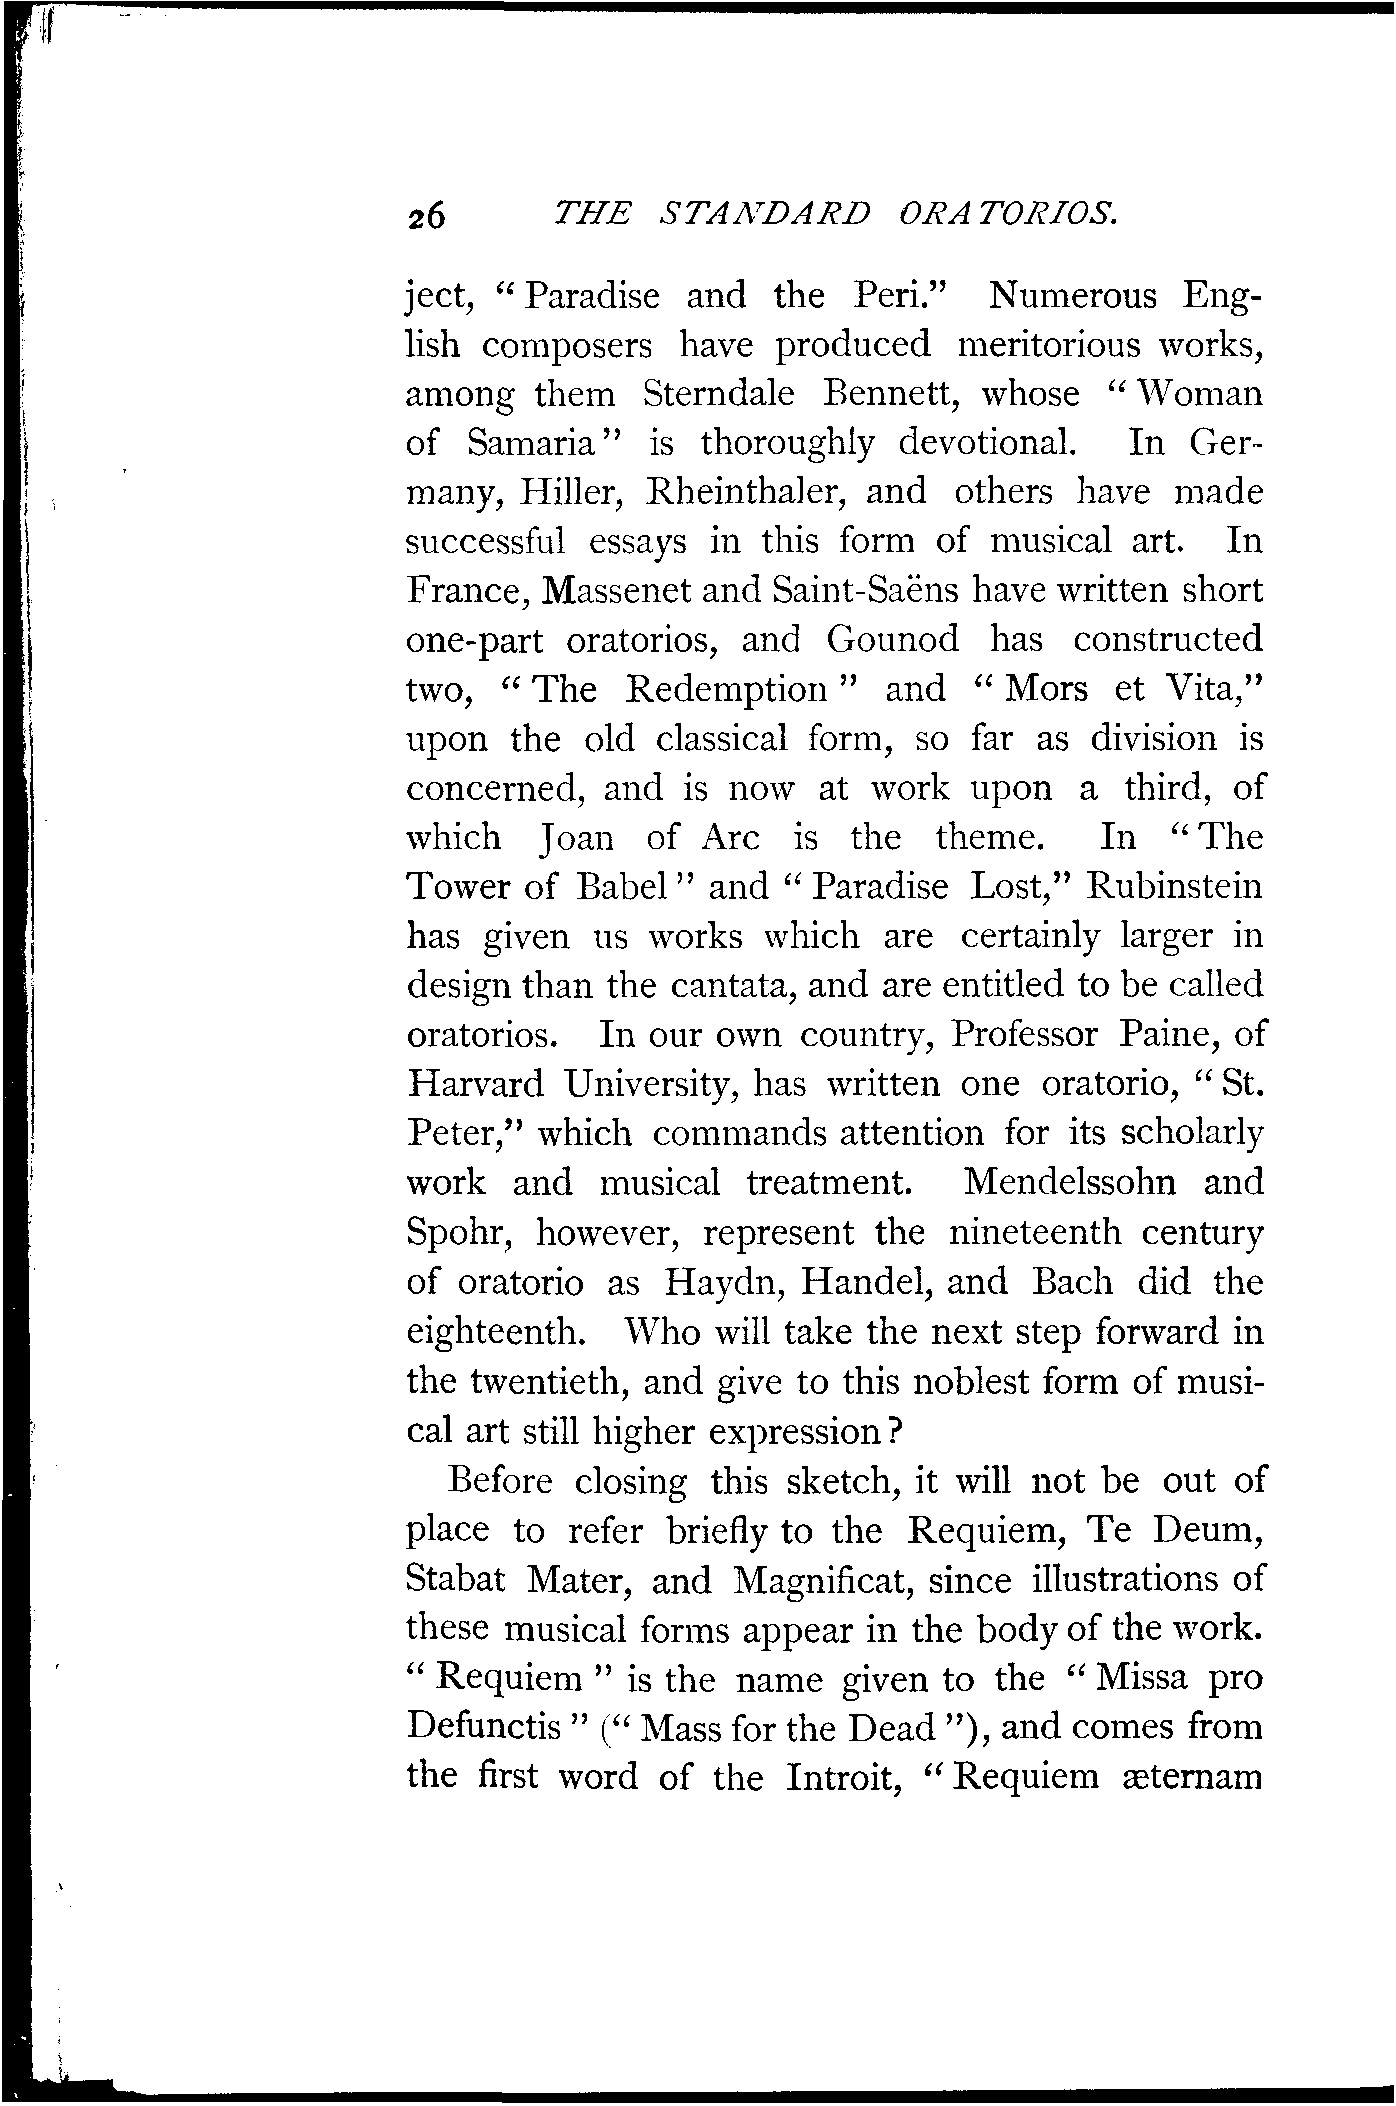 26 THE STANDARD ORATORIOS.
ject, “ Paradise and the Peri.” Numerous Eng-
lish composers have produced meritorious works,
among them Sterndale Bennett, whose “ Woman
of Samaria ” is thoroughly devotional. In Ger-
many, Hiller, Rheinthaler, and others have made
successful essays in this form of musical art. In
France, Massenet and Saint-Saëns have written short
one-part oratorios, and Gounod has constructed
two, “ The Redemption ” and “ Mors et Vita,”
upon the old classical form, so far as division is
concerned, and is now at work upon a third, of
which Joan of Arc is the theme. In “ The
Tower of Babel ” and “ Paradise Lost,” Rubinstein
has given us works which are certainly larger in
design than the cantata, and are entitled to be called
oratorios. In our own country, Professor Paine, of
Harvard University, has written one oratorio, “ St.
Peter,” which commands attention for its scholarly
work and musical treatment. Mendelssohn and
Spohr, however, represent the nineteenth century
of oratorio as Haydn, Handel, and Bach did the
eighteenth. Who will take the next step forward in
the twentieth, and give to this noblest form of musi-
cal art still higher expression ?
Before closing this sketch, it will not be out of
place to refer briefly to the Requiem, Te Deum,
Stabat Mater, and Magnificat, since illustrations of
these musical forms appear in the body of the work.
“ Requiem ” is the name given to the “ Missa pro
Defunctis ” (“ Mass for the Dead ”), and comes from
the first word of the Introit, “ Requiem æternam